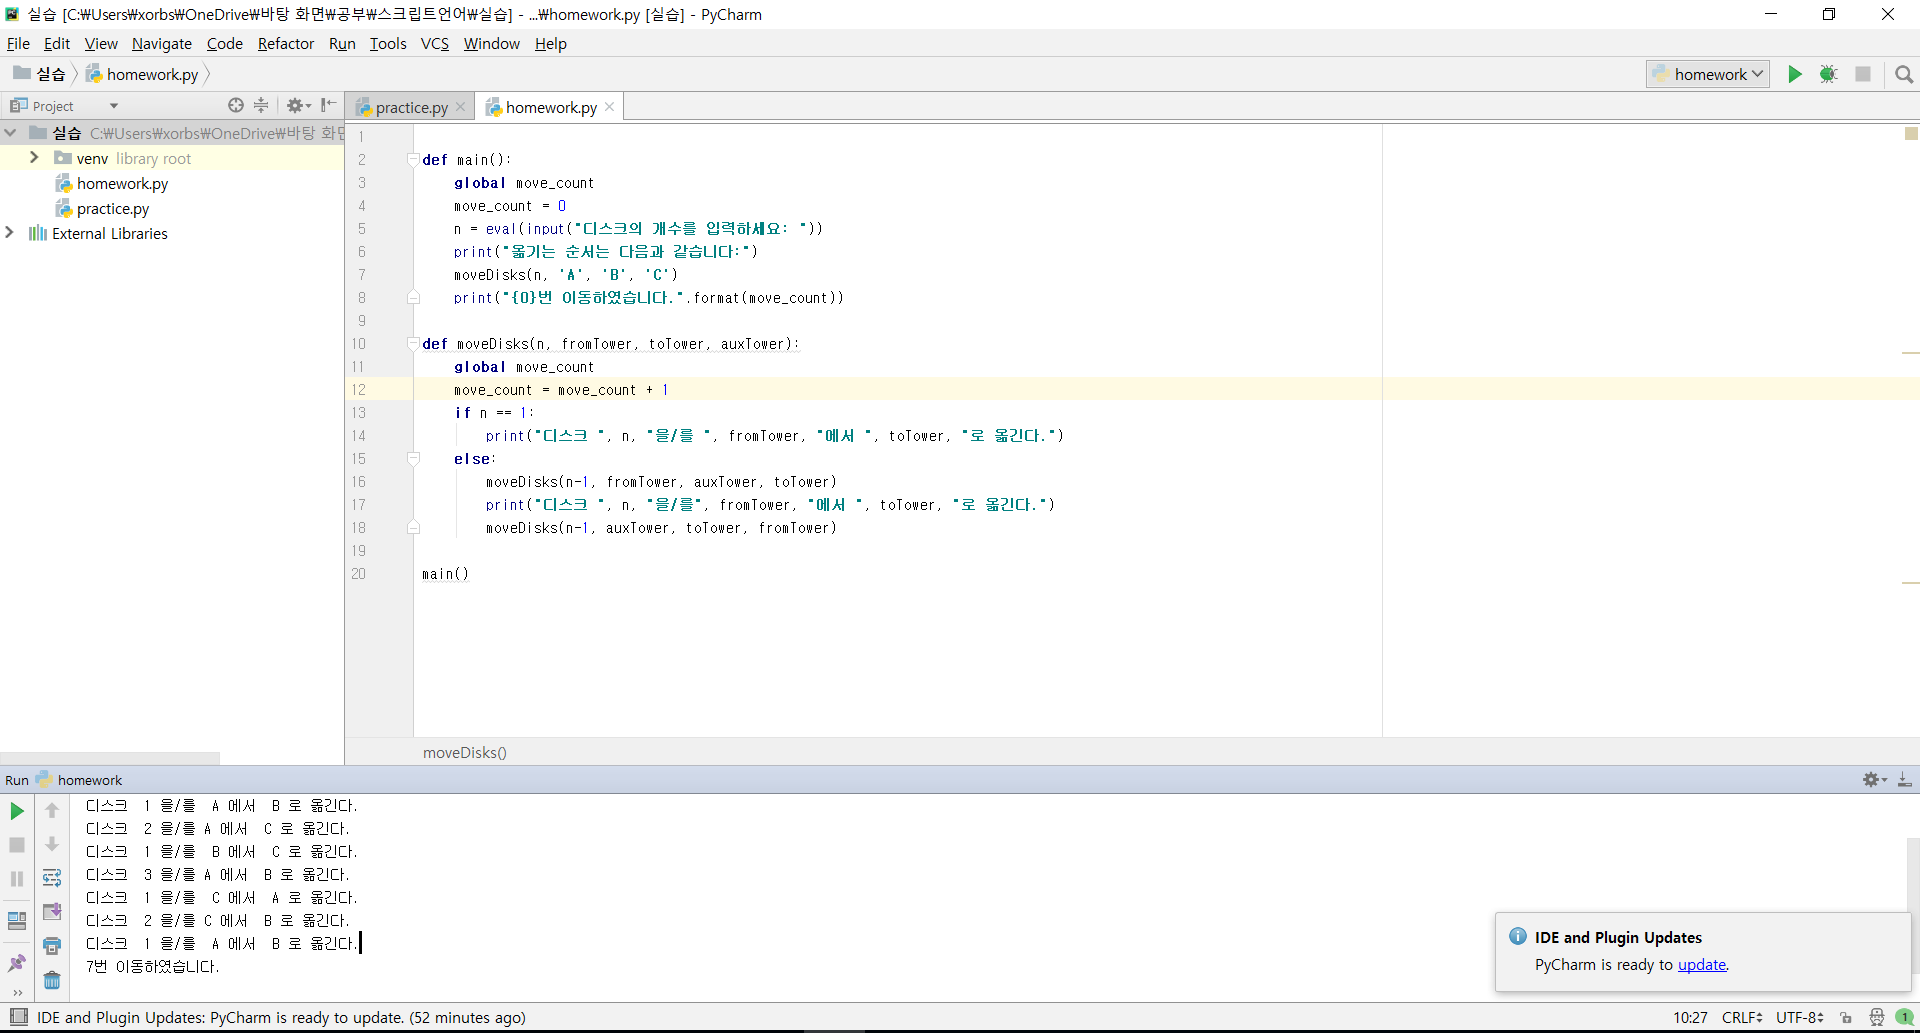 실습 [C:₩Users₩xorbs₩OneDrive₩바탕 화면₩공부₩스크립트언어₩실습] - ...₩homework.py [실습] - PyCharm
File Edit View Navigate Code Refactor Run Tools VCS Window Help
실습 homework.py
homework
Project
practice.py
homework.py
실습 C:₩Users₩xorbs₩OneDrive₩바탕 화면
venv library root
homework.py
practice.py
External Libraries
1
2 def main():
3 global move_count
4 move_count = 0
5 n = eval(input("디스크의 개수를 입력하세요: "))
6 print("옮기는 순서는 다음과 같습니다:")
7 moveDisks(n, 'A', 'B', 'C')
8 print("{0}번 이동하였습니다.".format(move_count))
9
10 def moveDisks(n, fromTower, toTower, auxTower):
11 global move_count
12 move_count = move_count + 1
13 if n == 1:
14 print("디스크 ", n, "을/를 ", fromTower, "에서 ", toTower, "로 옮긴다.")
15 else:
16 moveDisks(n-1, fromTower, auxTower, toTower)
17 print("디스크 ", n, "을/를", fromTower, "에서 ", toTower, "로 옮긴다.")
18 moveDisks(n-1, auxTower, toTower, fromTower)
19
20 main()
moveDisks()
Run homework
디스크  1 을/를  A 에서  B 로 옮긴다.
디스크  2 을/를 A 에서  C 로 옮긴다.
디스크  1 을/를  B 에서  C 로 옮긴다.
디스크  3 을/를 A 에서  B 로 옮긴다.
디스크  1 을/를  C 에서  A 로 옮긴다.
디스크  2 을/를 C 에서  B 로 옮긴다.
디스크  1 을/를  A 에서  B 로 옮긴다.
7번 이동하였습니다.
IDE and Plugin Updates
PyCharm is ready to update.
IDE and Plugin Updates: PyCharm is ready to update. (52 minutes ago)
10:27 CRLF UTF-8 1